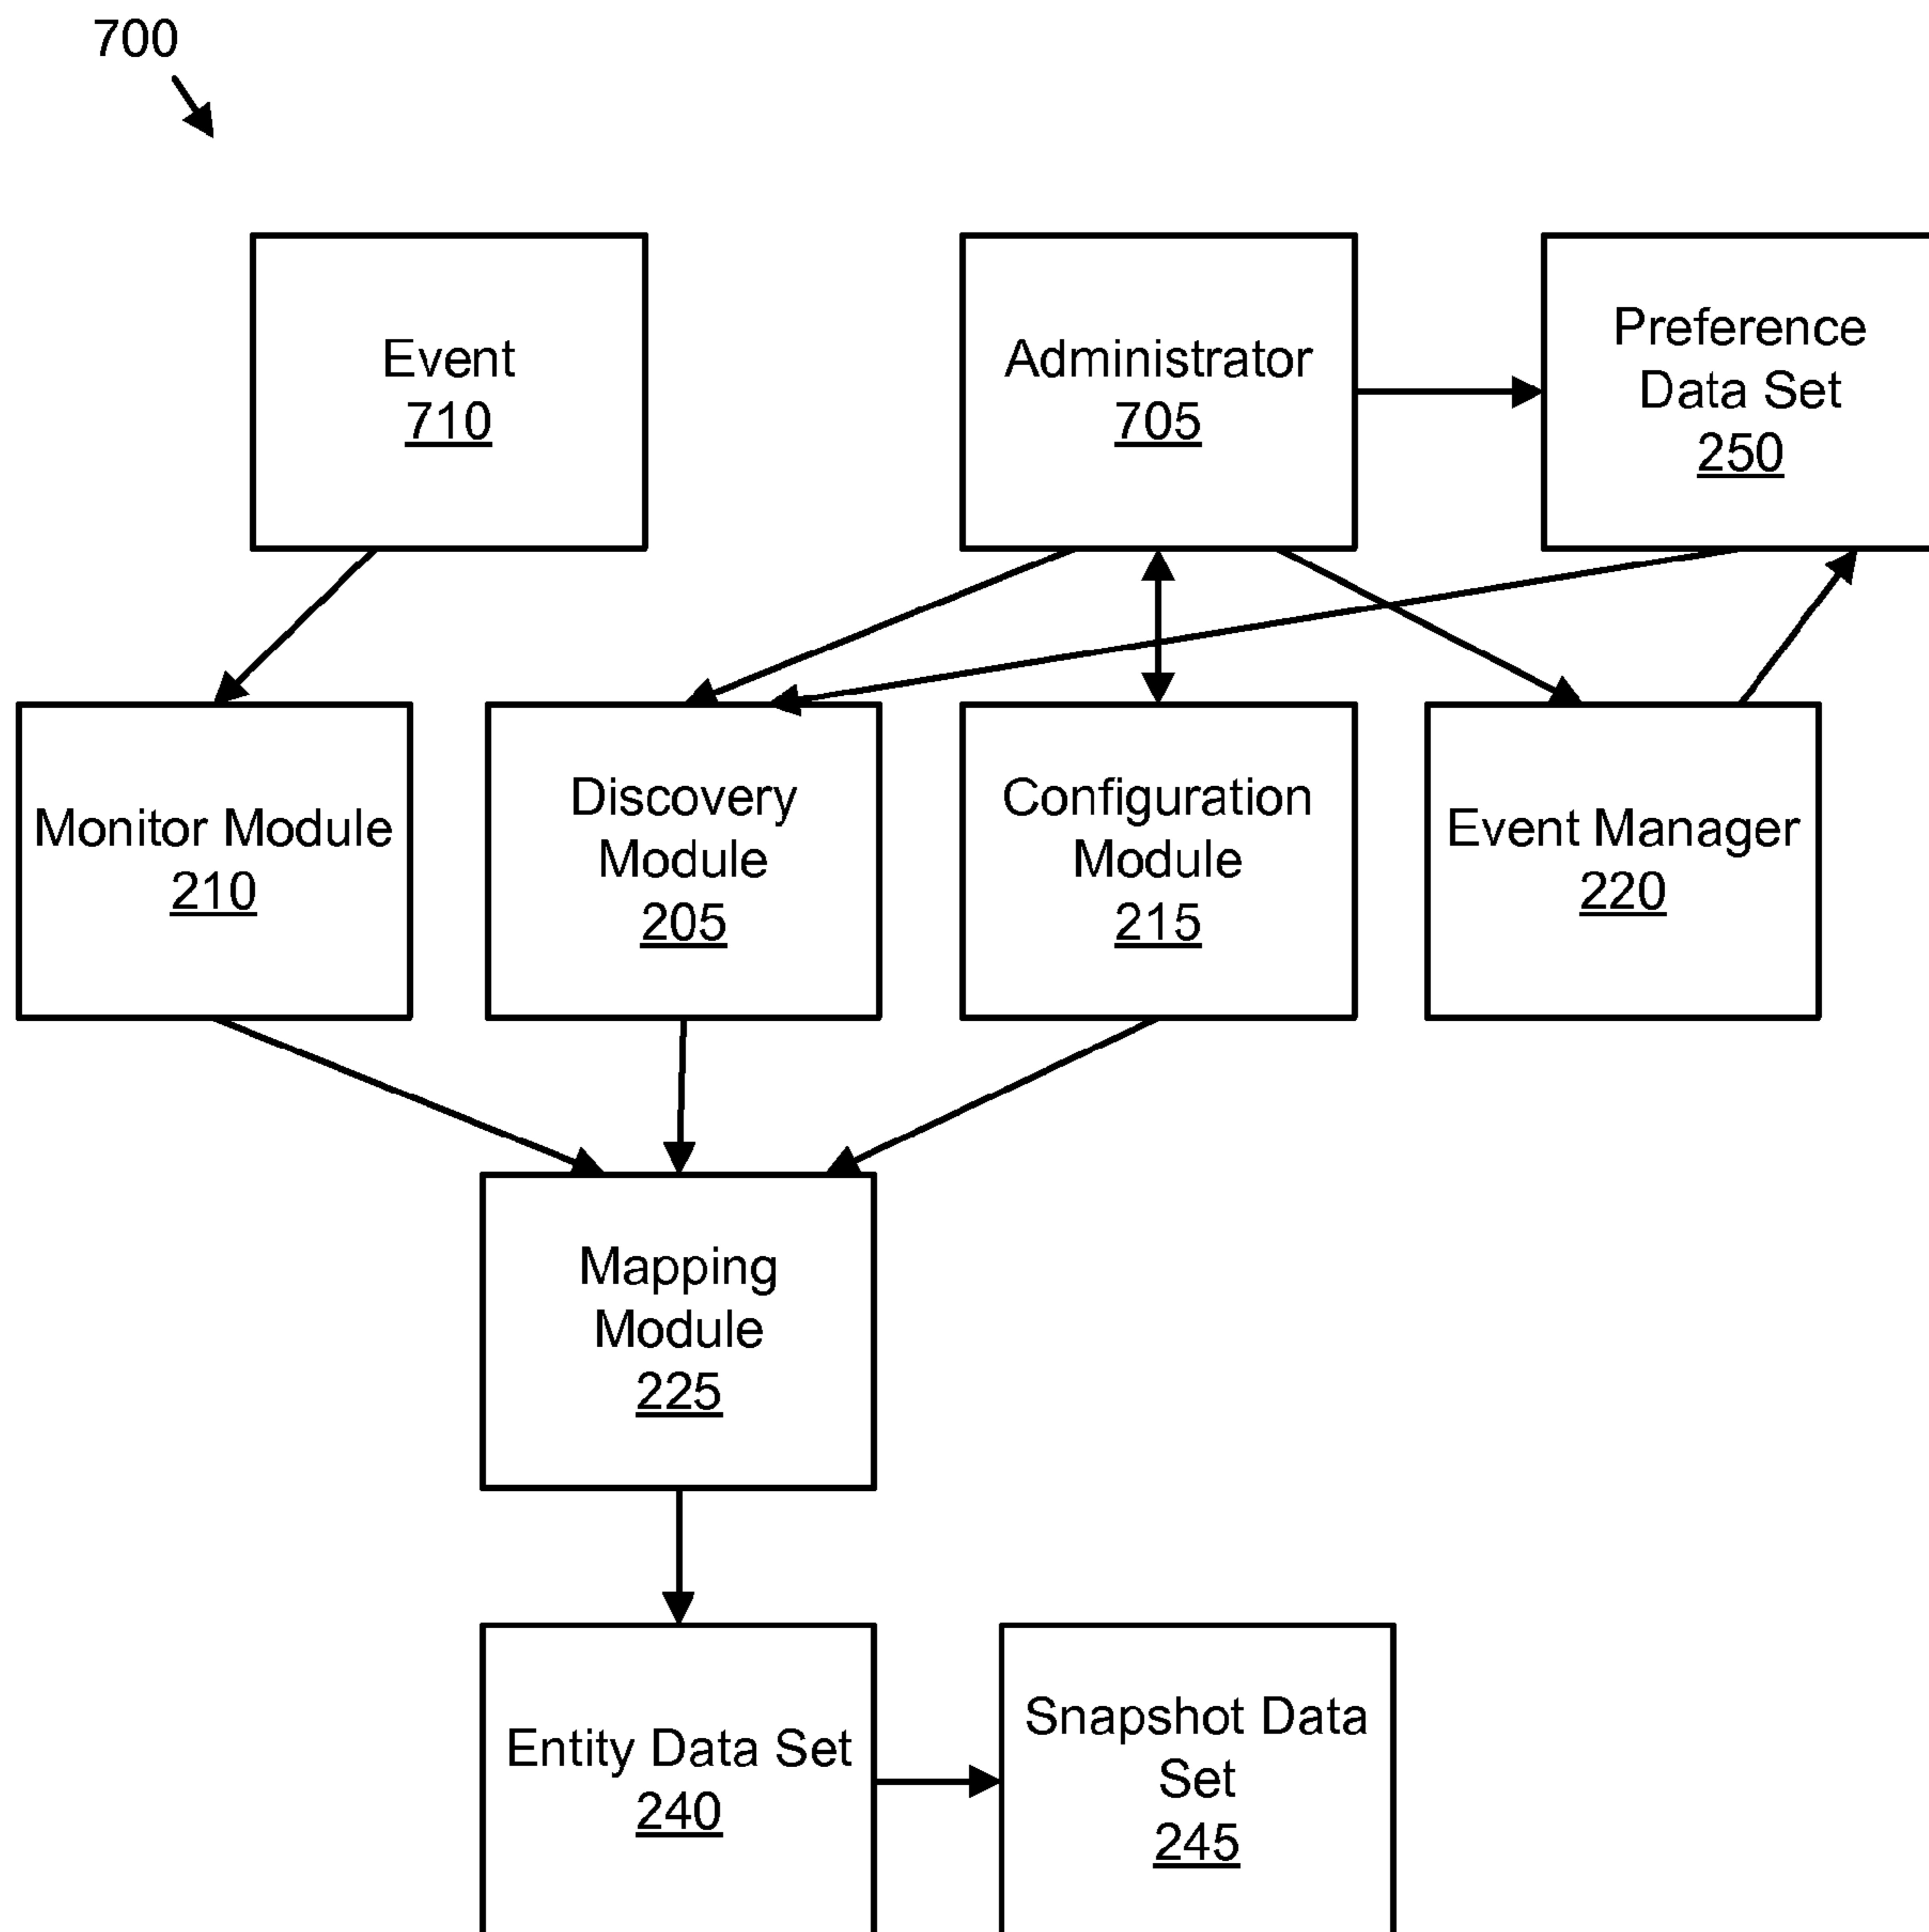 700
Event
710
Administrator
705
Preference
Data Set
250
Monitor Module
210
Discovery
Module
205
Configuration
Module
215
Event Manager
220
Mapping
Module
225
Entity Data Set
240
Snapshot Data
Set
245